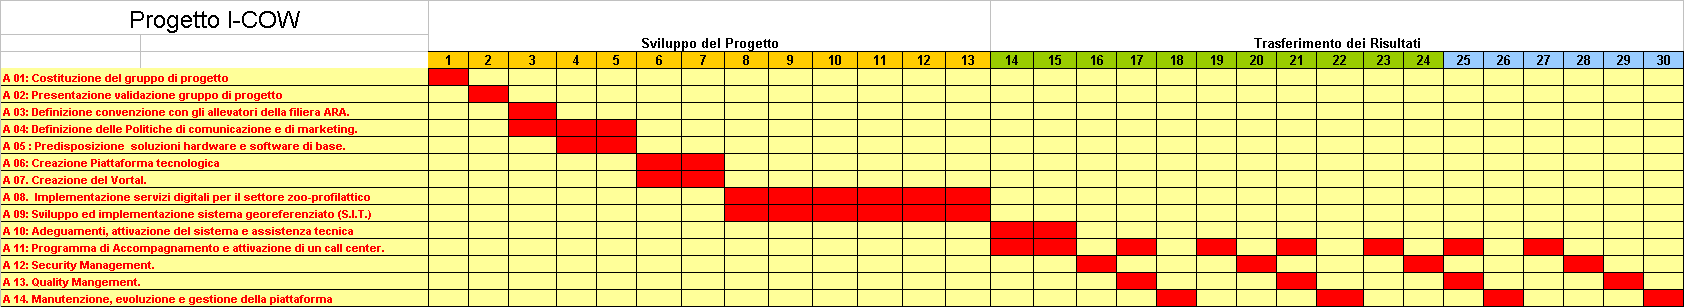 Progetto I-COW
Sviluppo del Progetto Trasferimento dei Risultati
1 2 3 4 5 6 7 8 9 10 11 12 13 14 15 16 17 18 19 20 21 22 23 24 25 26 27 28 29 30
A 01: Costituzione del gruppo di progetto
A 02: Presentazione validazione gruppo di progetto
A 03: Definizione convenzione con gli allevatori della filiera ARA.
A 04: Definizione delle Politiche di comunicazione e di marketing.
A 05 : Predisposizione soluzioni hardware e software di base.
A 06: Creazione Piattaforma tecnologica
A 07. Creazione del Vortal.
A 08. Implementazione servizi digitali per il settore zoo-profilattico
A 09: Sviluppo ed implementazione sistema georeferenziato (S.I.T.)
A 10: Adeguamenti, attivazione del sistema e assistenza tecnica
A 11: Programma di Accompagnamento e attivazione di un call center.
A 12: Security Management.
A 13. Quality Mangement.
A 14. Manutenzione, evoluzione e gestione della piattaforma